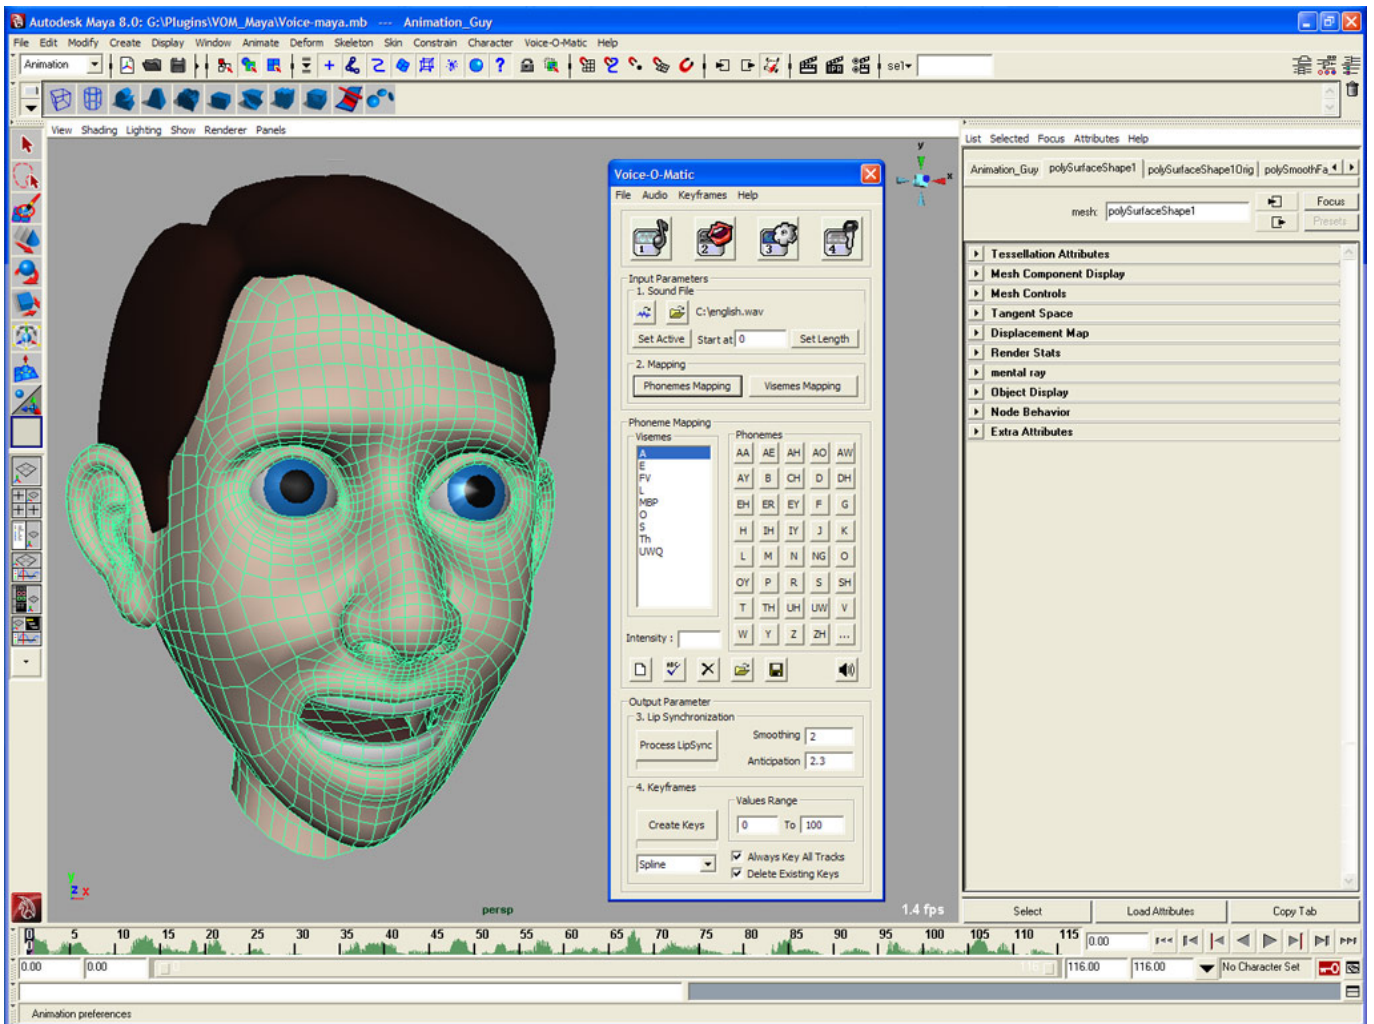 Autodesk Maya 8.0: G:\Plugins\VOM_Maya\Voice-maya.mb --- Animation_Guy
File Edit Modify Create Display Window Animate Deform Skeleton Skin Constrain Character Voice-O-Matic Help
Animation sel
View Shading Lighting Show Renderer Panels
y
y
x
z
List Selected Focus Attributes Help
Animation_Guy polySurfaceShape1 polySurfaceShape1Orig polySmoothFa
mesh: polySurfaceShape1 Focus
Presets
Tessellation Attributes
Mesh Component Display
Mesh Controls
Tangent Space
Displacement Map
Render Stats
mental ray
Object Display
Node Behavior
Extra Attributes
Voice-O-Matic
File Audio Keyframes Help
1 2 3 4
Input Parameters
1. Sound File
C:\english.wav
Set Active Start at 0 Set Length
2. Mapping
Phonemes Mapping Visemes Mapping
Phoneme Mapping
Visemes
A
E
FV
L
MBP
O
S
Th
UWQ
Phonemes
AA AE AH AO AW
AY B CH D DH
EH ER EY F G
H IH IY J K
L M N NG O
OY P R S SH
T TH UH UW V
W Y Z ZH ...
Intensity :
ABC
Output Parameter
3. Lip Synchronization
Process LipSync Smoothing 2
Anticipation 2.3
4. Keyframes
Values Range
Create Keys 0 To 100
Spline Always Key All Tracks
Delete Existing Keys
y
z x
persp 1.4 fps
Select Load Attributes Copy Tab
0 5 10 15 20 25 30 35 40 45 50 55 60 65 70 75 80 85 90 95 100 105 110 115 0.00
0.00 0.00 0 116 116.00 116.00 No Character Set
Animation preferences